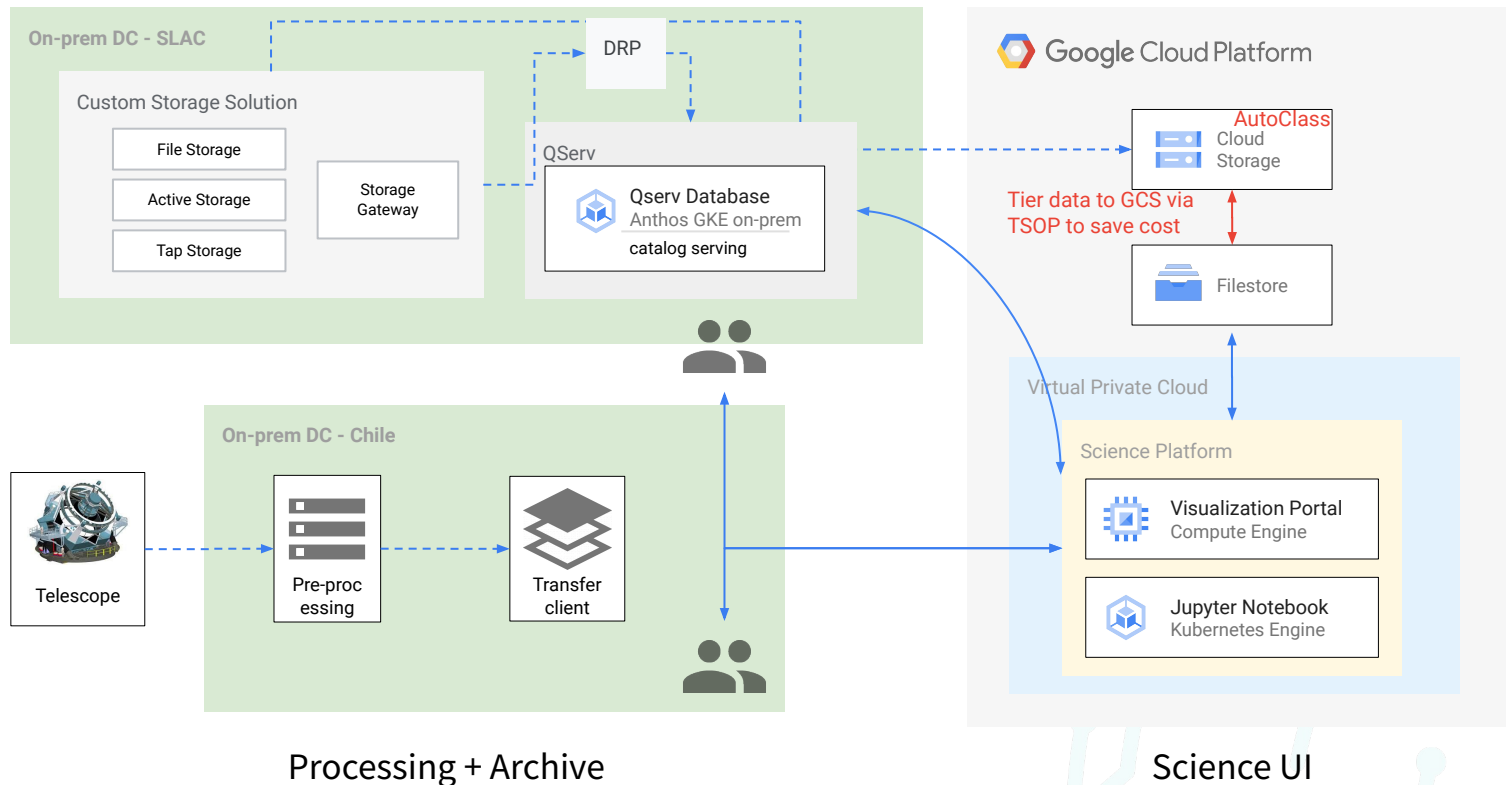 On-prem DC - SLAC
DRP
Custom Storage Solution
File Storage
Active Storage
Tap Storage
Storage
Gateway
QServ
Qserv Database
Anthos GKE on-prem
catalog serving
Google Cloud Platform
AutoClass
Cloud
Storage
Tier data to GCS via
TSOP to save cost
Filestore
Virtual Private Cloud
Science Platform
Visualization Portal
Compute Engine
Jupyter Notebook
Kubernetes Engine
On-prem DC - Chile
Telescope
Pre-proc
essing
Transfer
client
Processing + Archive
Science UI